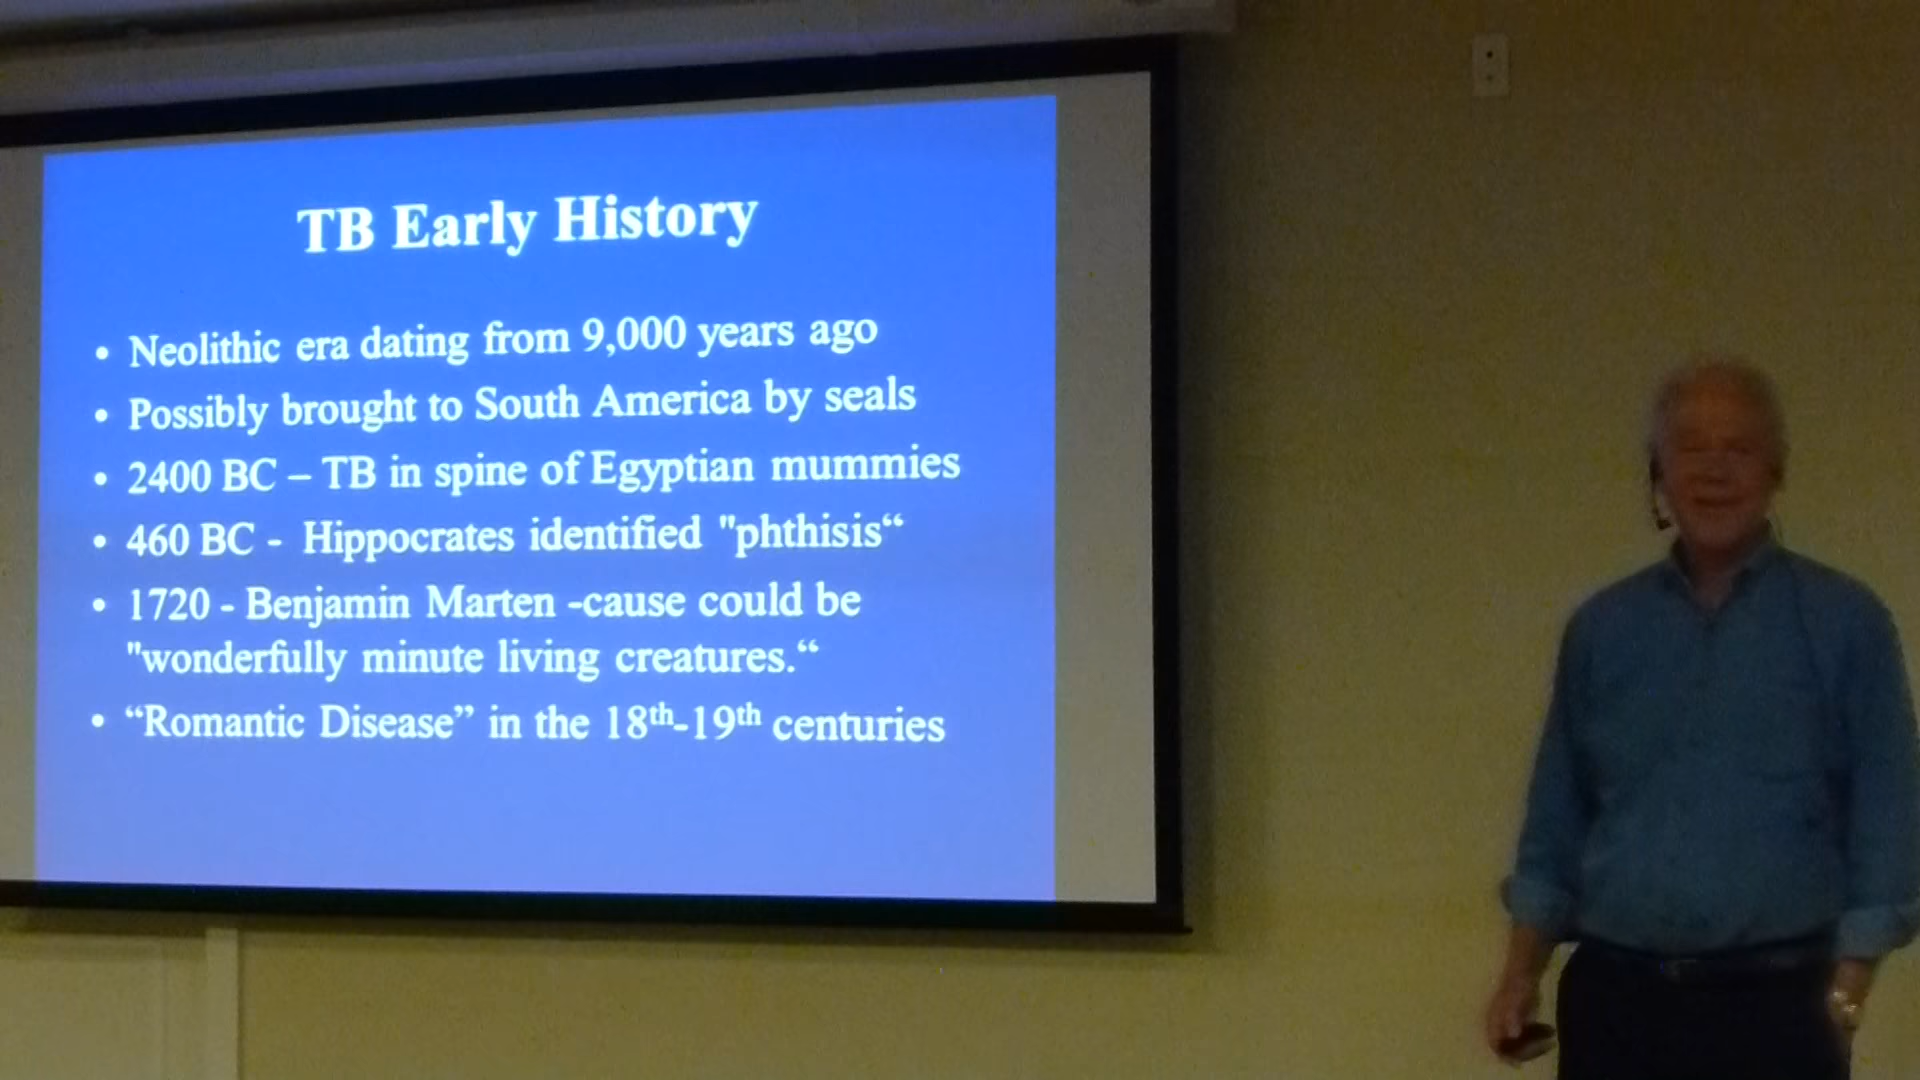 TB Early History
• Neolithic era dating from 9,000 years ago
• Possibly brought to South America by seals
• 2400 BC – TB in spine of Egyptian mummies
• 460 BC - Hippocrates identified "phthisis“
• 1720 - Benjamin Marten -cause could be
"wonderfully minute living creatures.“
• “Romantic Disease” in the 18th-19th centuries